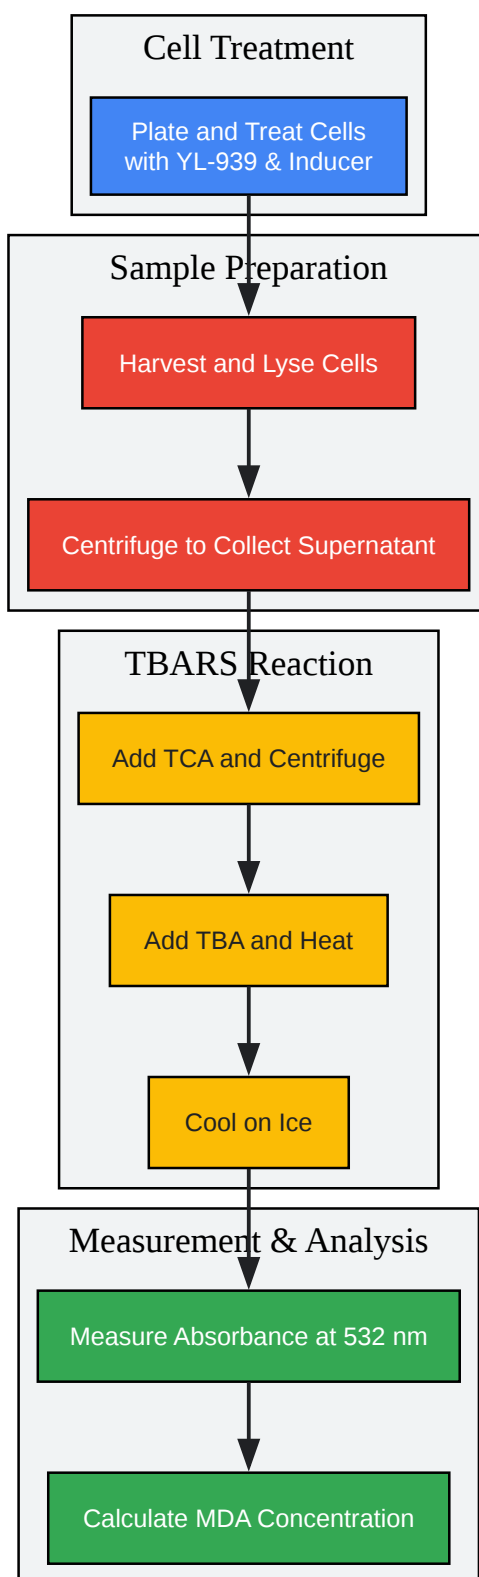 Cell Treatment
Plate and Treat Cells
with YL-939 & Inducer
Sample Preparation
Harvest and Lyse Cells
Centrifuge to Collect Supernatant
TBARS Reaction
Add TCA and Centrifuge
Add TBA and Heat
Cool on Ice
Measurement & Analysis
Measure Absorbance at 532 nm
Calculate MDA Concentration